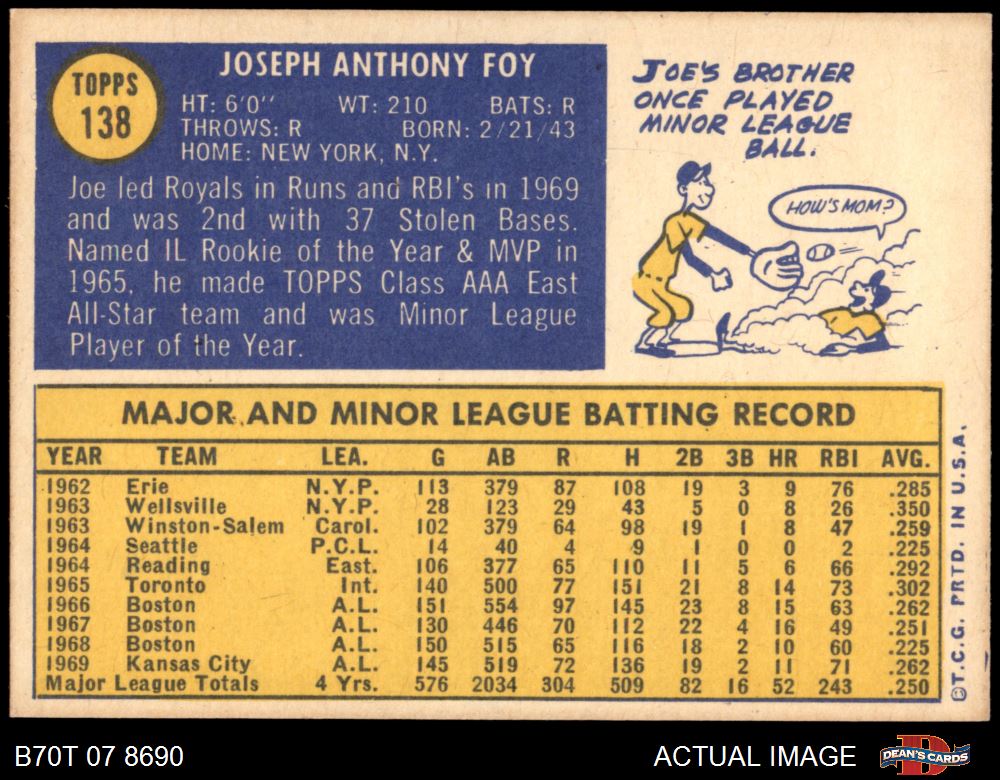 TOPPS
138
JOSEPH ANTHONY FOY
HT: 6'0'' WT: 210 BATS: R
THROWS: R BORN: 2/21/43
HOME: NEW YORK, N.Y.
Joe led Royals in Runs and RBI's in 1969
and was 2nd with 37 Stolen Bases.
Named IL Rookie of the Year & MVP in
1965, he made TOPPS Class AAA East
All-Star team and was Minor League
Player of the Year.
JOE'S BROTHER
ONCE PLAYED
MINOR LEAGUE
BALL.
HOW'S MOM?
MAJOR AND MINOR LEAGUE BATTING RECORD
YEAR TEAM LEA. G AB R H 2B 3B HR RBI AVG.
1962 Erie N.Y.P. 113 379 87 108 19 3 9 76 .285
1963 Wellsville N.Y.P. 28 123 29 43 5 0 8 26 .350
1963 Winston-Salem Carol. 102 379 64 98 19 1 8 47 .259
1964 Seattle P.C.L. 14 40 4 9 1 0 0 2 .225
1964 Reading East. 106 377 65 110 11 5 6 66 .292
1965 Toronto Int. 140 500 77 151 21 8 14 73 .302
1966 Boston A.L. 151 554 97 145 23 8 15 63 .262
1967 Boston A.L. 130 446 70 112 22 4 16 49 .251
1968 Boston A.L. 150 515 65 116 18 2 10 60 .225
1969 Kansas City A.L. 145 519 72 136 19 2 11 71 .262
Major League Totals 4 Yrs. 576 2034 304 509 82 16 52 243 .250
©T.C.G. PRTD. IN U.S.A.
B70T 07 8690
ACTUAL IMAGE
DEAN'S CARDS